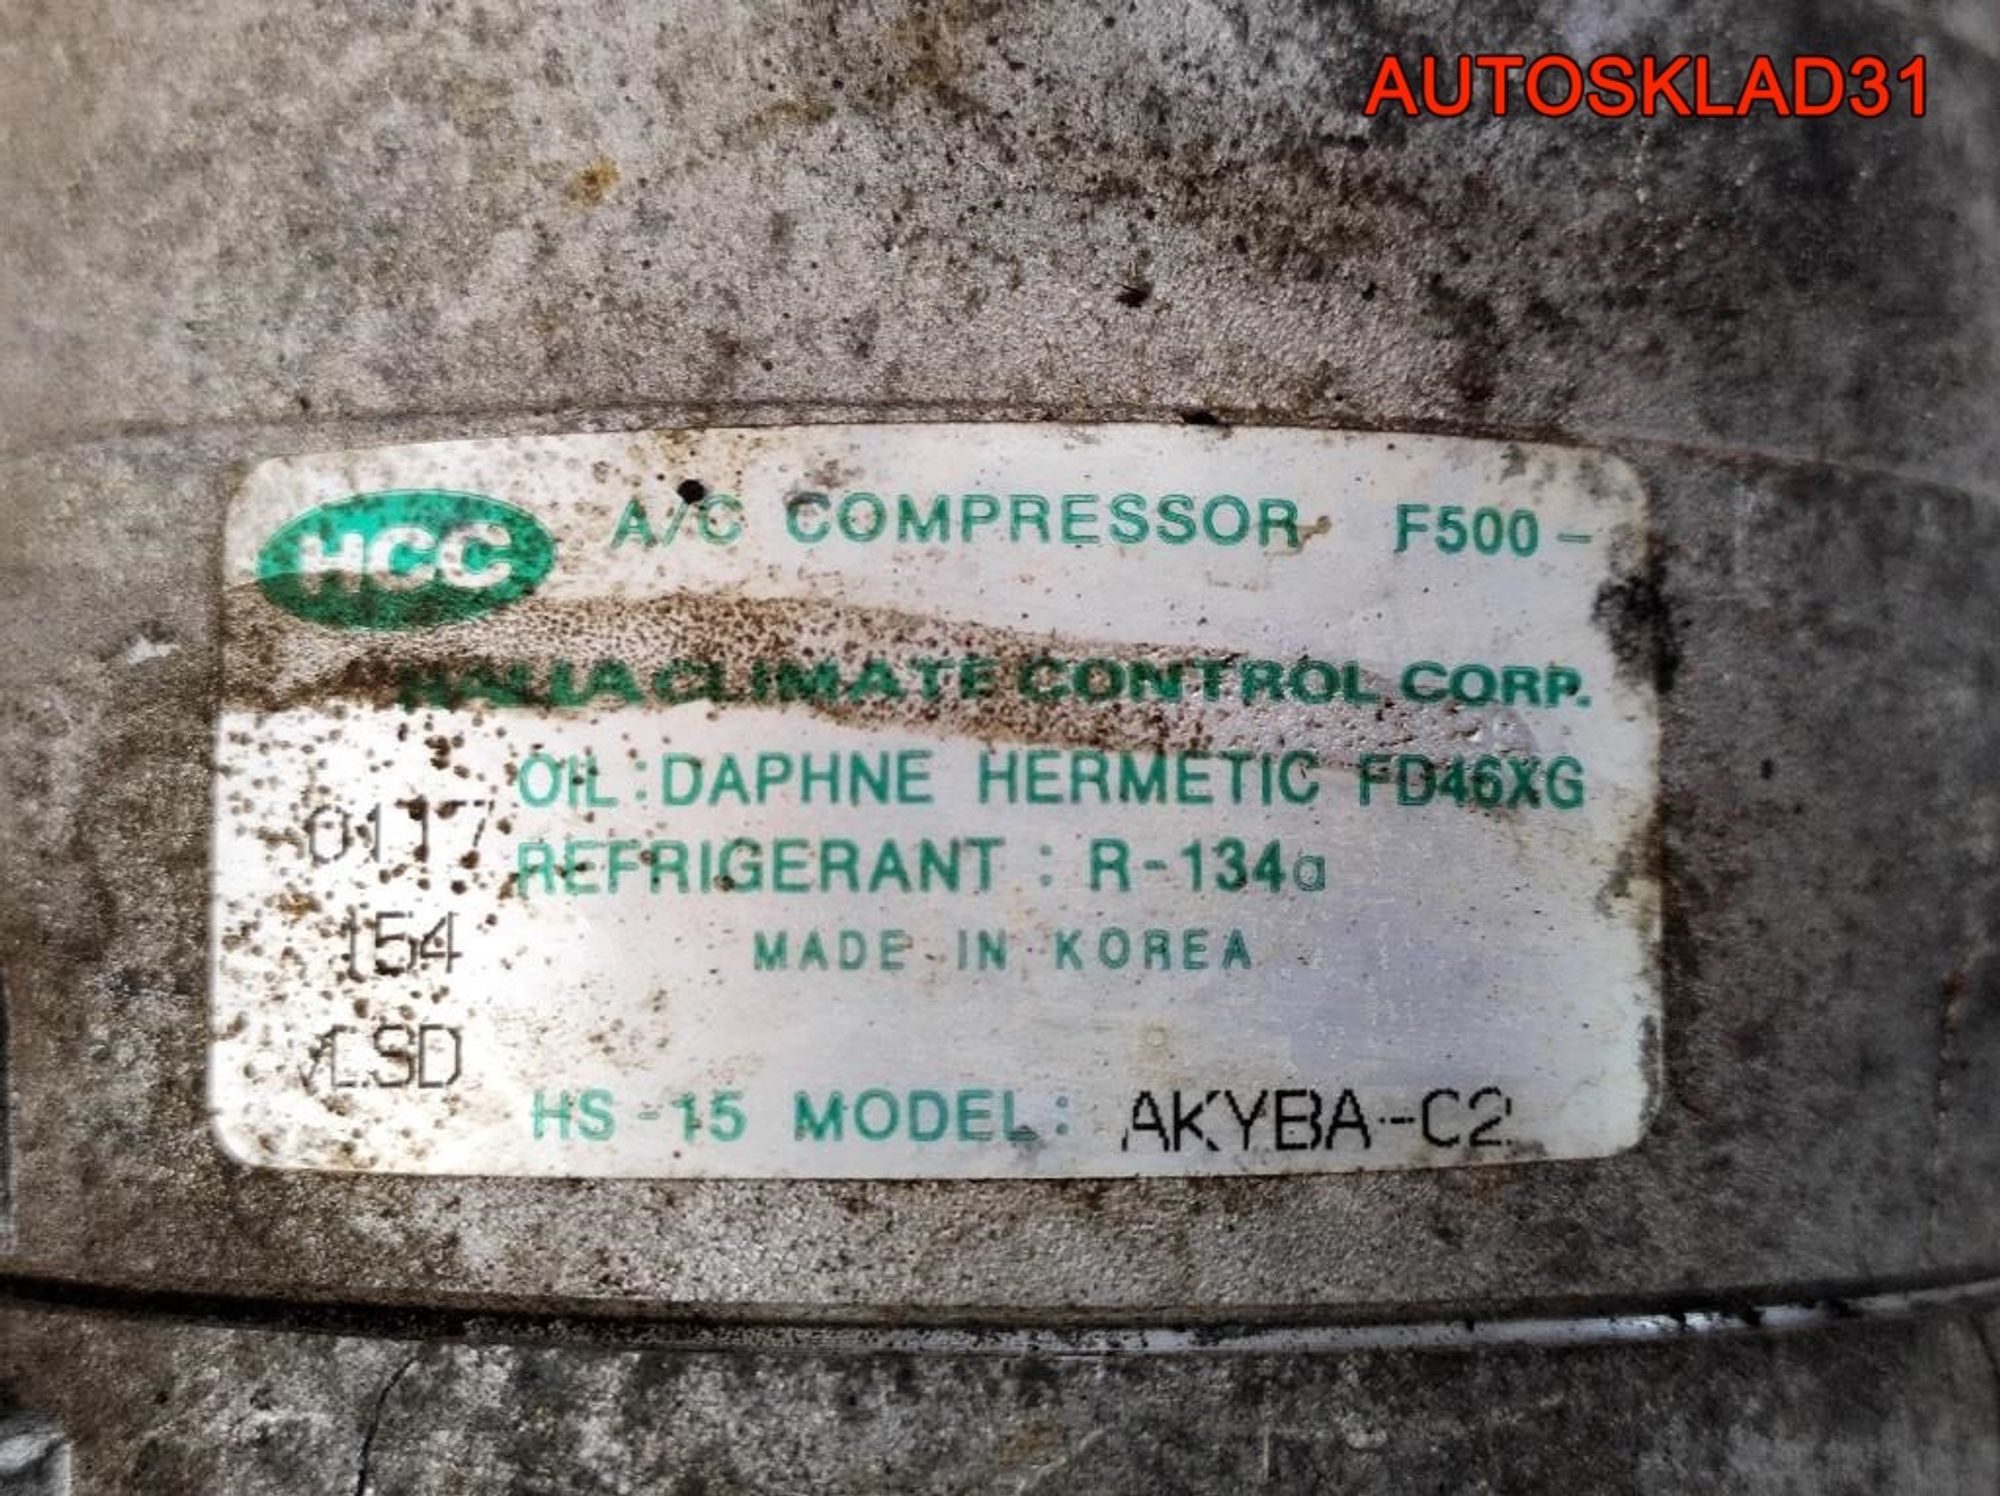 AUTOSKLAD31
HCC A/C COMPRESSOR F500-
HALLA CLIMATE CONTROL CORP.
OIL : DAPHNE HERMETIC FD46XG
0117
REFRIGERANT : R-134a
154
MADE IN KOREA
HS-15 MODEL: AKYBA-C2